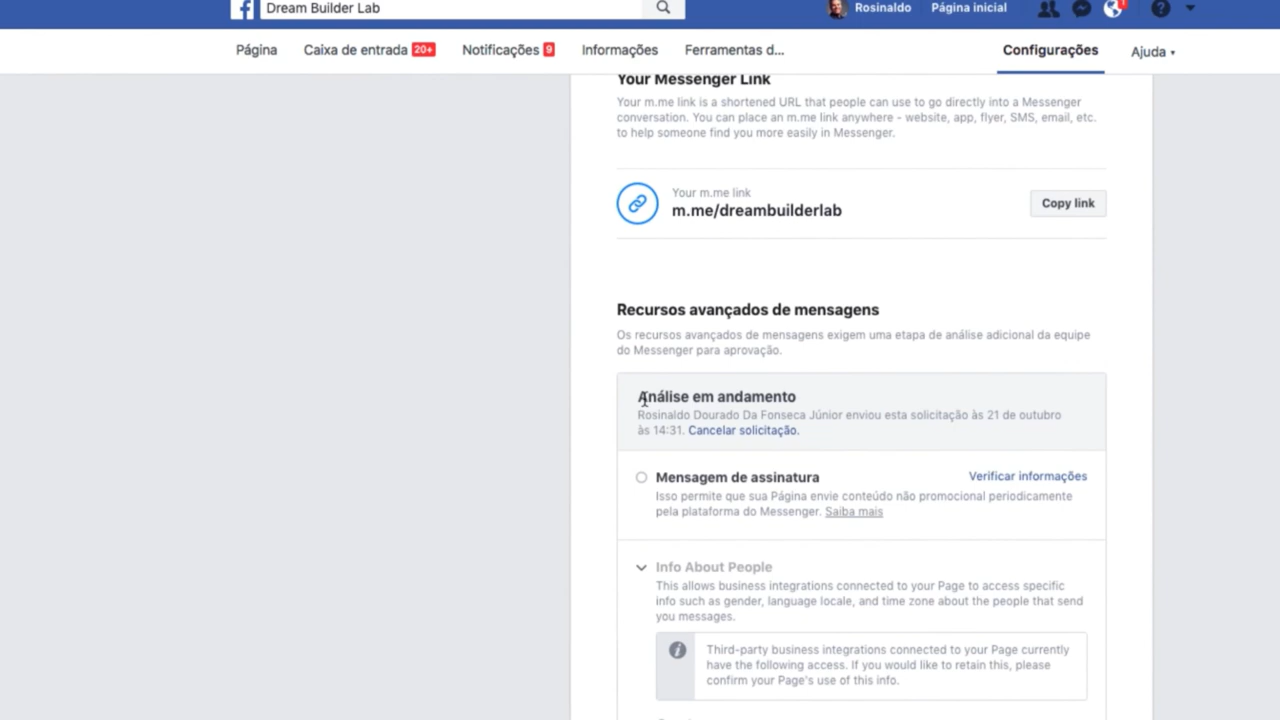 Dream Builder Lab
Rosinaldo
Página inicial
1
?
Página
Caixa de entrada 20+
Notificações 9
Informações
Ferramentas d...
Configurações
Ajuda
Your Messenger Link
Your m.me link is a shortened URL that people can use to go directly into a Messenger
conversation. You can place an m.me link anywhere - website, app, flyer, SMS, email, etc.
to help someone find you more easily in Messenger.
Your m.me link
m.me/dreambuilderlab
Copy link
Recursos avançados de mensagens
Os recursos avançados de mensagens exigem uma etapa de análise adicional da equipe
do Messenger para aprovação.
Análise em andamento
Rosinaldo Dourado Da Fonseca Júnior enviou esta solicitação às 21 de outubro
às 14:31. Cancelar solicitação.
Mensagem de assinatura
Verificar informações
Isso permite que sua Página envie conteúdo não promocional periodicamente
pela plataforma do Messenger. Saiba mais
Info About People
This allows business integrations connected to your Page to access specific
info such as gender, language locale, and time zone about the people that send
you messages.
Third-party business integrations connected to your Page currently
have the following access. If you would like to retain this, please
confirm your Page's use of this info.